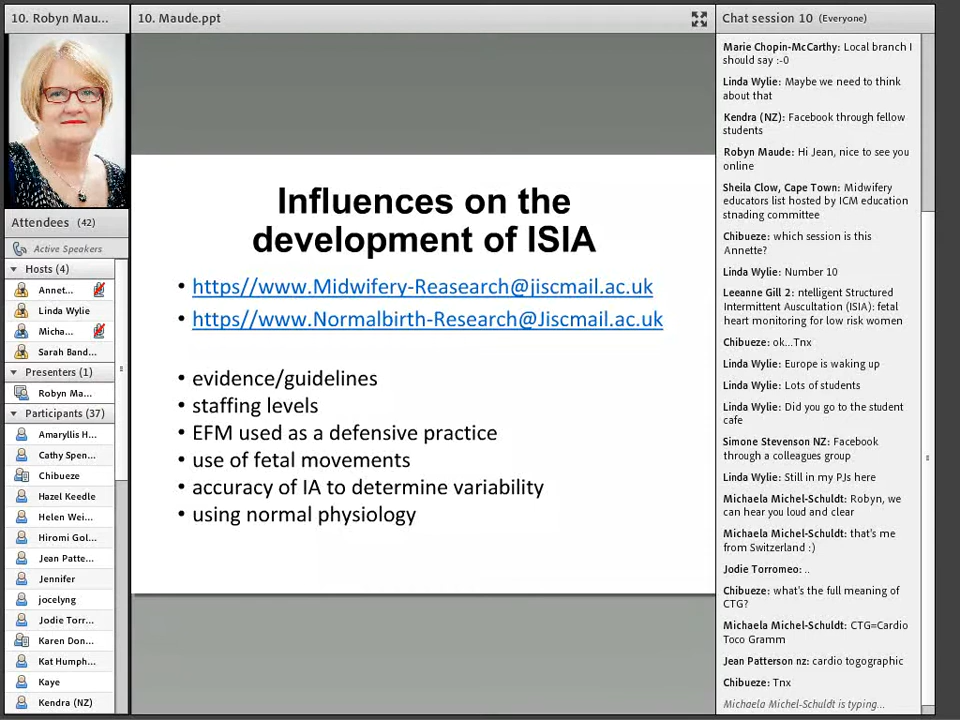 10. Robyn Mau...
10. Maude.ppt
Chat session 10 (Everyone)
Attendees (42)
Active Speakers
Hosts (4)
Annet...
Linda Wylie
Micha...
Sarah Band...
Presenters (1)
Robyn Ma...
Participants (37)
Amaryllis H...
Cathy Spen...
Chibueze
Hazel Keedle
Helen Wei...
Hiromi Gol...
Jean Patte...
Jennifer
jocelyng
Jodie Torr...
Karen Don...
Kat Humph...
Kaye
Kendra (NZ)
Influences on the
development of ISIA
• https//www.Midwifery-Reasearch@jiscmail.ac.uk
• https//www.Normalbirth-Research@Jiscmail.ac.uk
• evidence/guidelines
• staffing levels
• EFM used as a defensive practice
• use of fetal movements
• accuracy of IA to determine variability
• using normal physiology
Marie Chopin-McCarthy: Local branch I
should say :-0
Linda Wylie: Maybe we need to think
about that
Kendra (NZ): Facebook through fellow
students
Robyn Maude: Hi Jean, nice to see you
online
Sheila Clow, Cape Town: Midwifery
educators list hosted by ICM education
stnading committee
Chibueze: which session is this
Annette?
Linda Wylie: Number 10
Leeanne Gill 2: ntelligent Structured
Intermittent Auscultation (ISIA): fetal
heart monitoring for low risk women
Chibueze: ok...Tnx
Linda Wylie: Europe is waking up
Linda Wylie: Lots of students
Linda Wylie: Did you go to the student
cafe
Simone Stevenson NZ: Facebook
through a colleagues group
Linda Wylie: Still in my PJs here
Michaela Michel-Schuldt: Robyn, we
can hear you loud and clear
Michaela Michel-Schuldt: that's me
from Switzerland :)
Jodie Torromeo: ..
Chibueze: what's the full meaning of
CTG?
Michaela Michel-Schuldt: CTG=Cardio
Toco Gramm
Jean Patterson nz: cardio togographic
Chibueze: Tnx
Michaela Michel-Schuldt is typing...